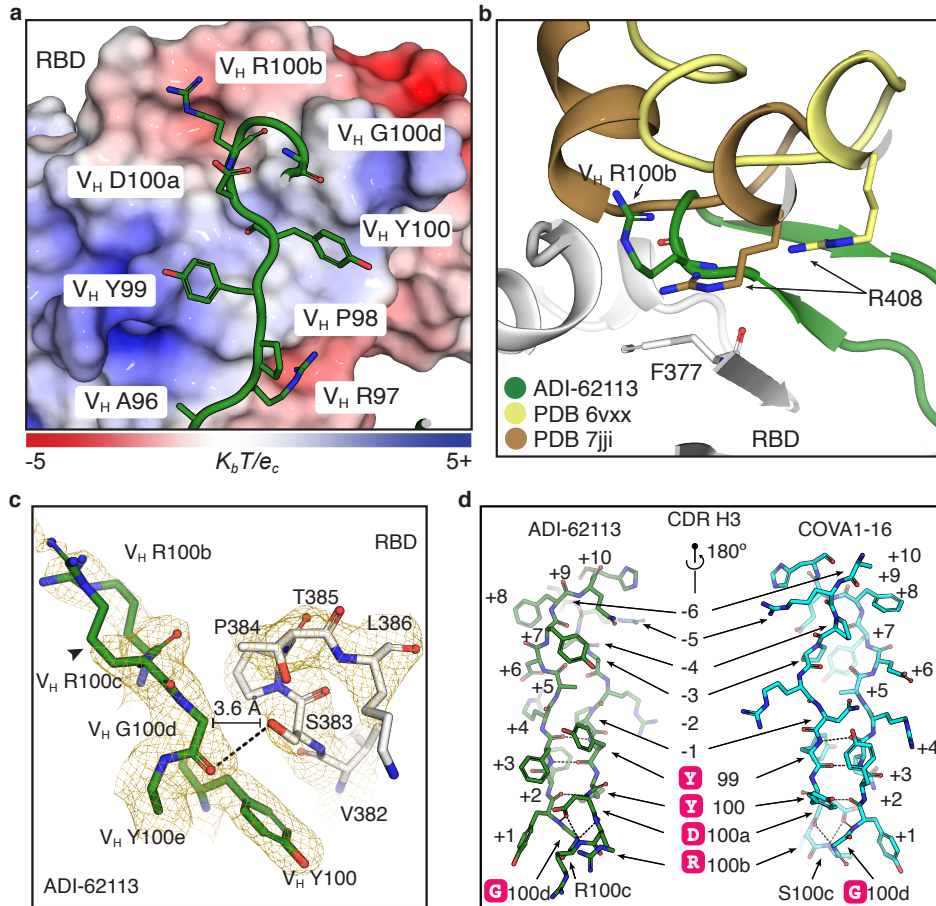 a
RBD
V_H R100b
V_H G100d
V_H D100a
V_H Y100
V_H Y99
V_H P98
V_H A96
V_H R97
-5
K_bT/e_c
5+
b
V_H R100b
R408
F377
ADI-62113
PDB 6vxx
PDB 7jji
RBD
c
V_H R100b
RBD
T385
P384
L386
V_H R100c
3.6 Å
V_H G100d
S383
V382
V_H Y100e
V_H Y100
ADI-62113
d
ADI-62113
CDR H3
COVA1-16
180º
+10
+10
+9
+9
+8
+8
-6
-5
+7
-4
+7
+6
-3
+6
+5
-2
+5
+4
-1
+4
+3
Y 99
+3
+2
Y 100
+2
+1
D 100a
+1
R 100b
G 100d
R100c
S100c
G 100d